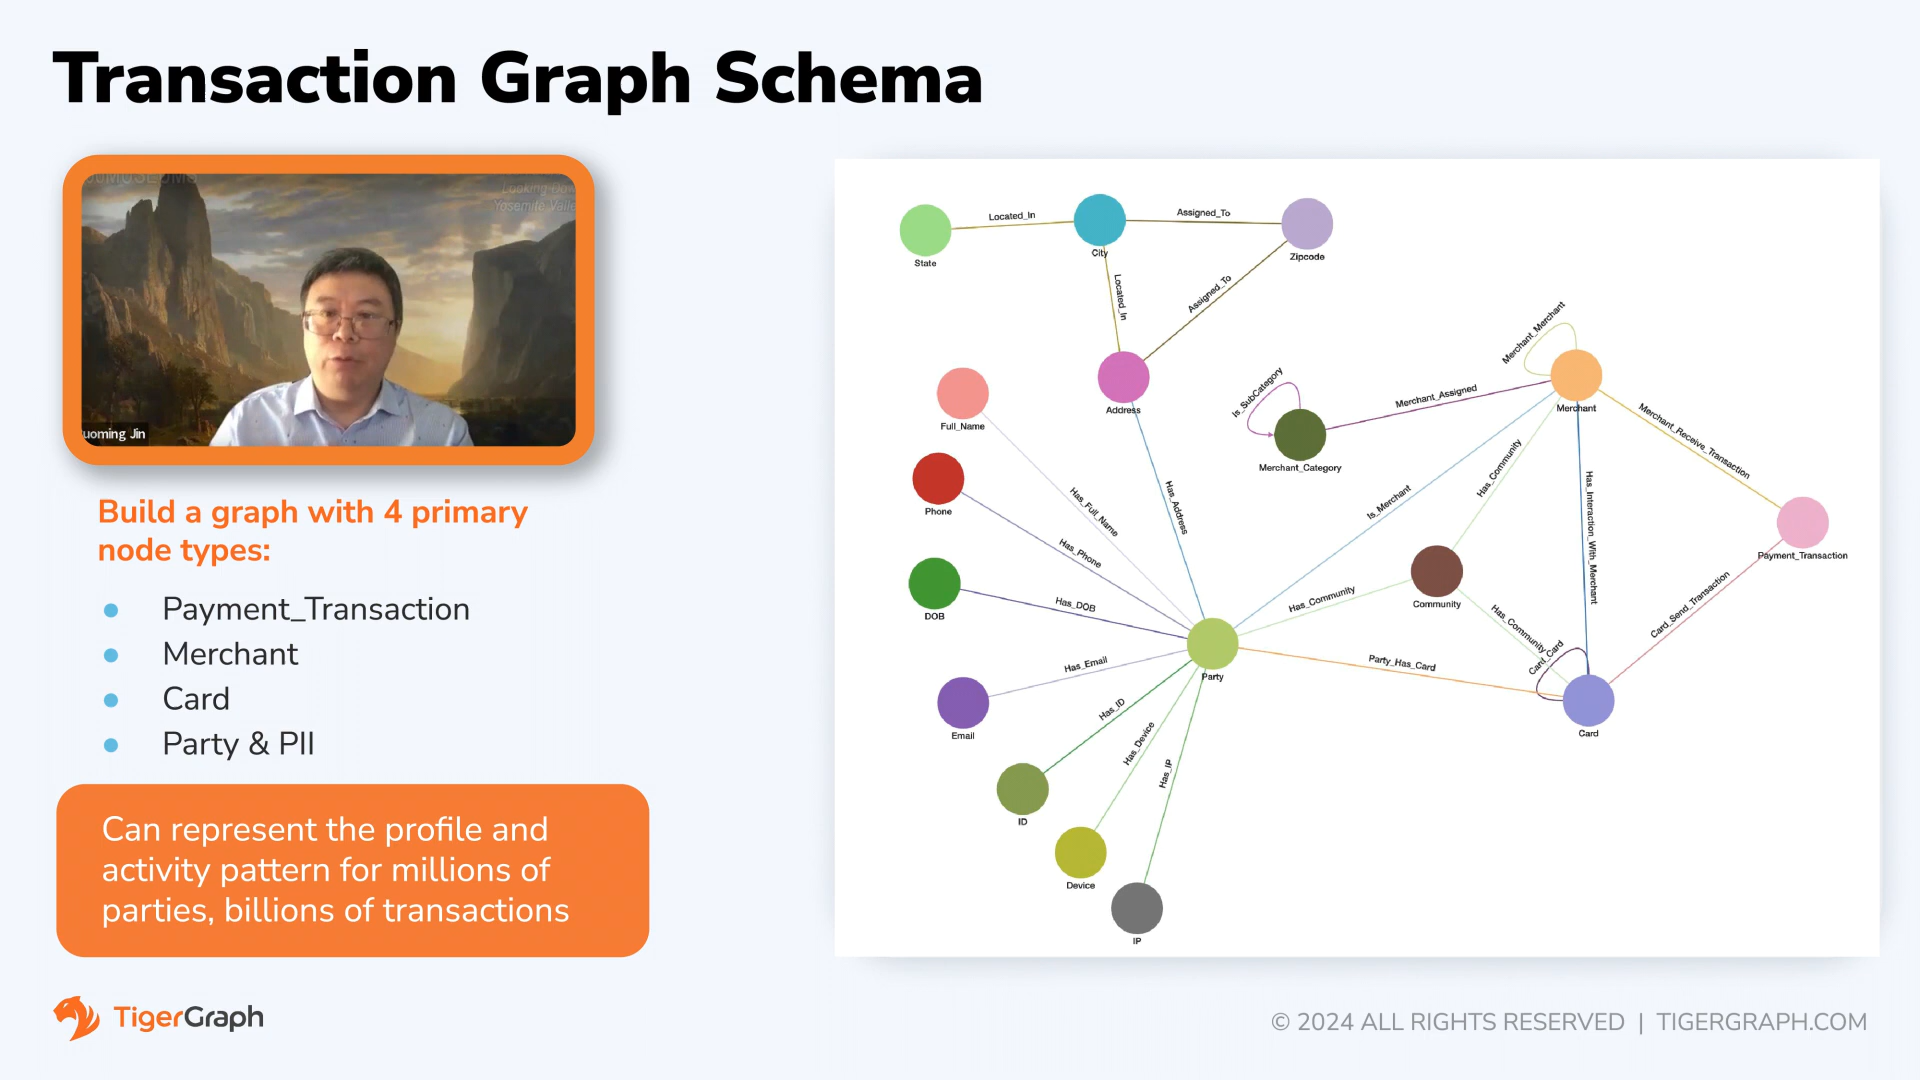 Transaction Graph Schema
Looking Dow
Yosemite Valle
uoming Jin
Build a graph with 4 primary
node types:
Payment_Transaction
Merchant
Card
Party & PII
Can represent the profile and
activity pattern for millions of
parties, billions of transactions
State
Located_In
City
Assigned_To
Zipcode
Located_In
Assigned_To
Address
Full_Name
Phone
DOB
Email
ID
Device
IP
Has_Full_Name
Has_Address
Has_Phone
Has_DOB
Has_Email
Has_ID
Has_Device
Has_IP
Party
Is_SubCategory
Merchant_Category
Merchant_Assigned
Merchant_Merchant
Merchant
Is_Merchant
Has_Community
Has_Interaction_With_Merchant
Merchant_Receive_Transaction
Payment_Transaction
Has_Community
Community
Has_Community
Card_Card
Card_Send_Transaction
Party_Has_Card
Card
TigerGraph
© 2024 ALL RIGHTS RESERVED | TIGERGRAPH.COM